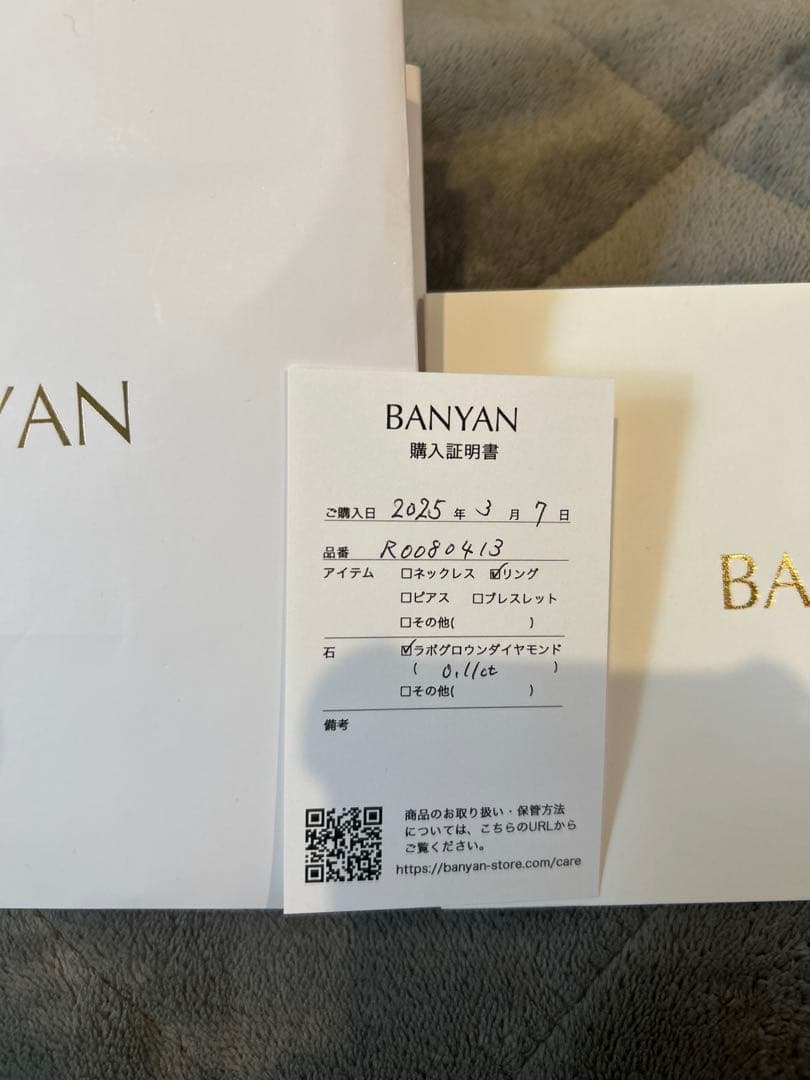 YAN
BANYAN
購入証明書
ご購入日 2025 年 3 月 7 日
品番 R0080413
アイテム □ネックレス ☑リング
□ピアス □ブレスレット
□その他( )
石 ☑ラボグロウンダイヤモンド
( 0.11ct )
□その他( )
備考
商品のお取り扱い・保管方法
については、こちらのURLから
ご覧ください。
https://banyan-store.com/care
BA